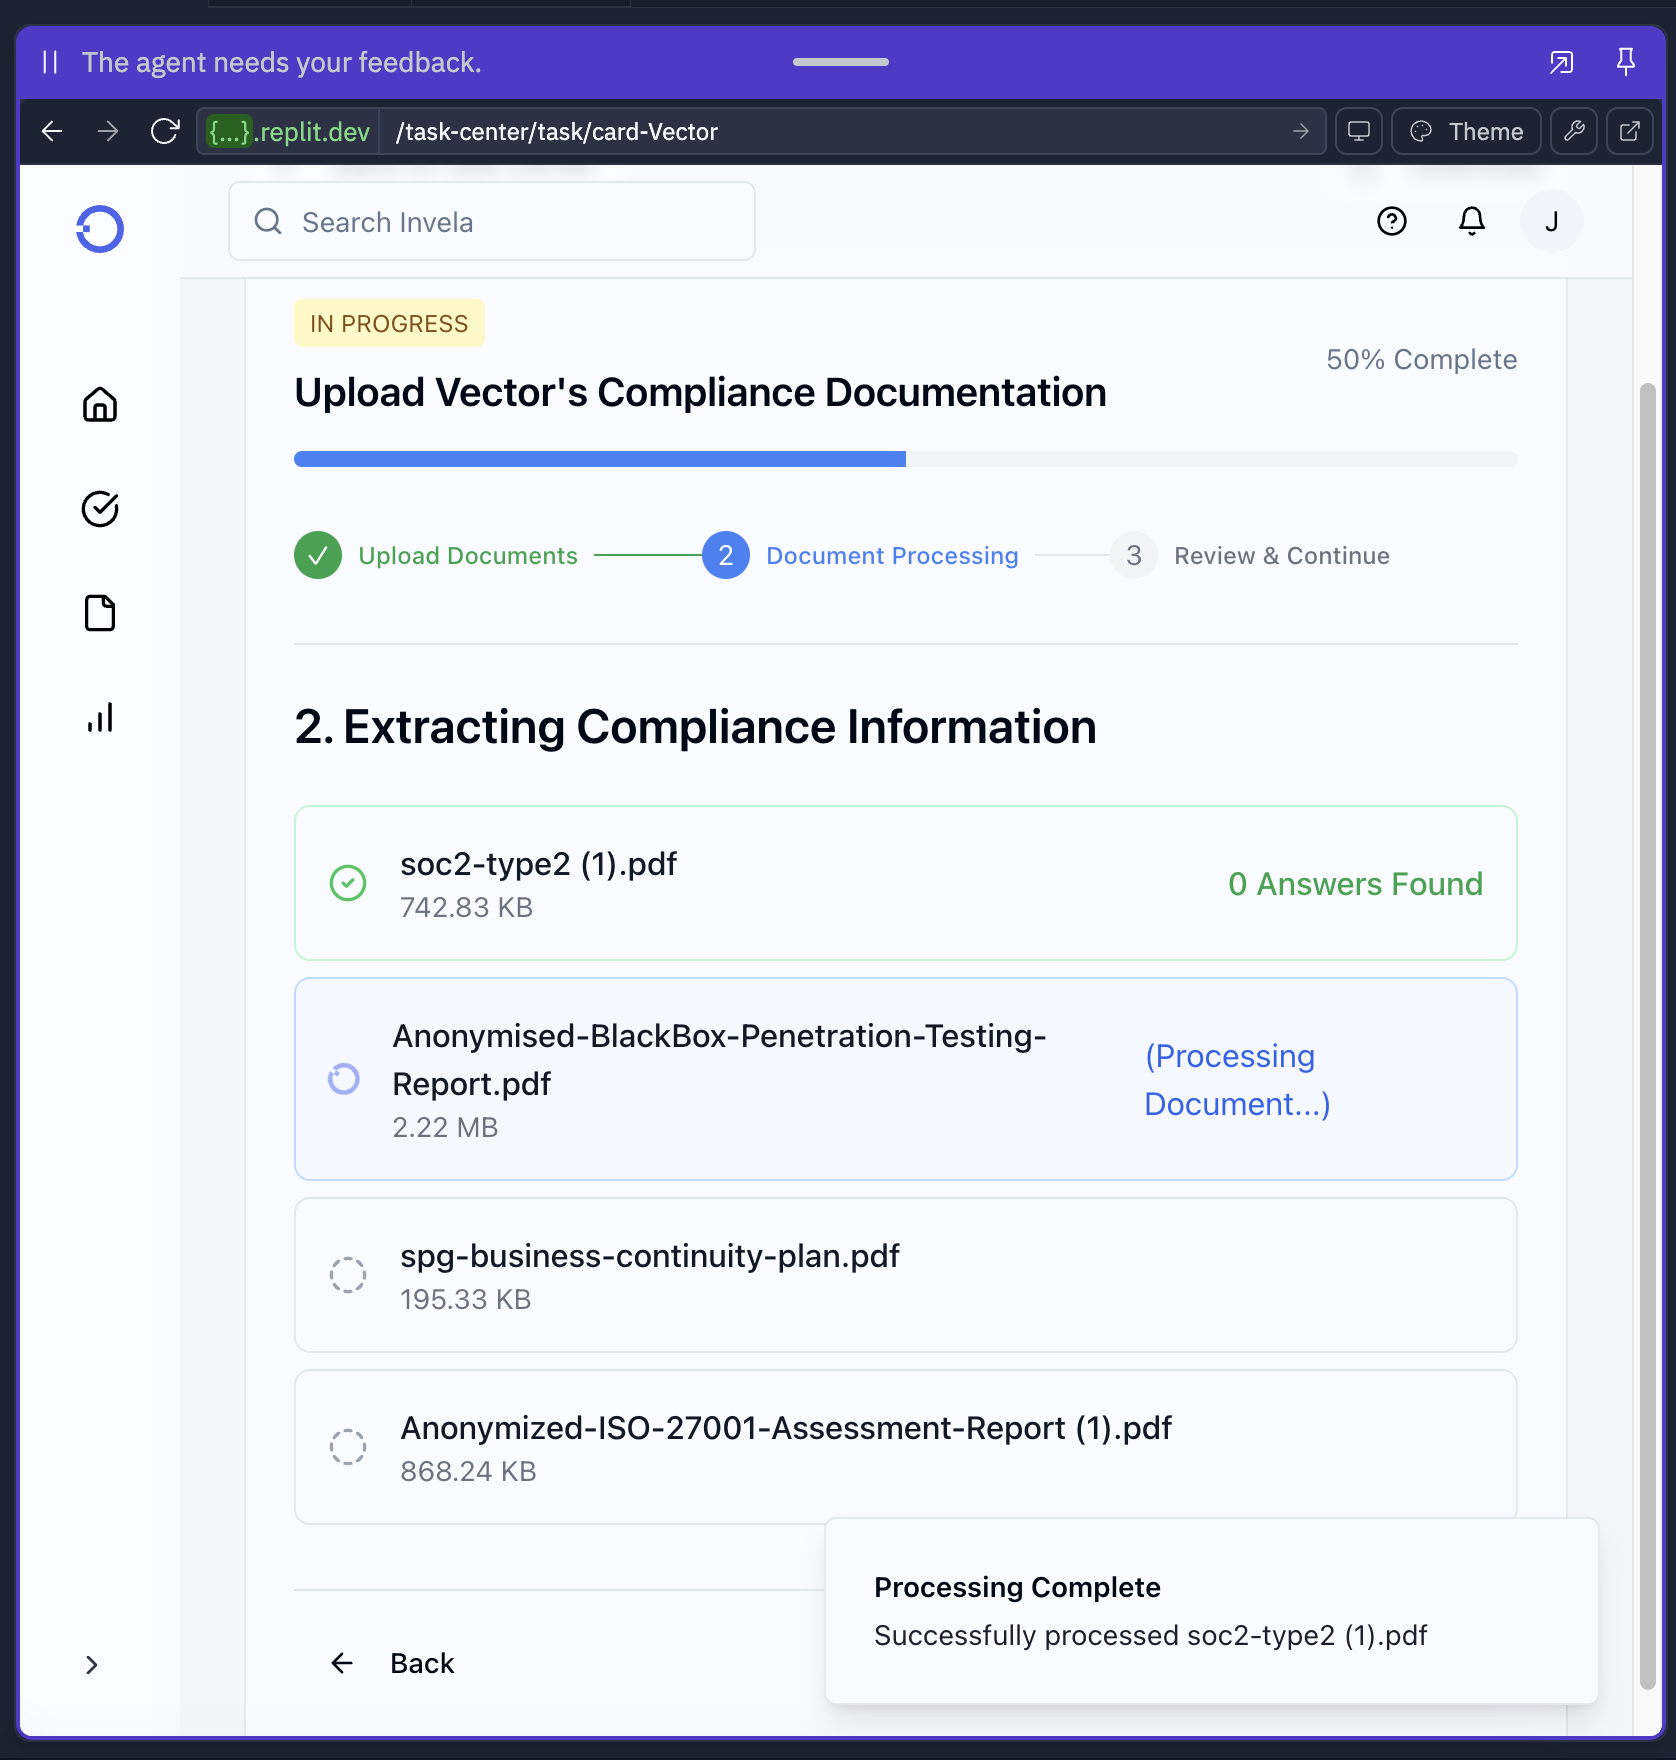 The agent needs your feedback.
{...}.replit.dev /task-center/task/card-Vector
Theme
Search Invela
J
IN PROGRESS
50% Complete
Upload Vector's Compliance Documentation
Upload Documents
2 Document Processing
3 Review & Continue
2. Extracting Compliance Information
soc2-type2 (1).pdf
742.83 KB
0 Answers Found
Anonymised-BlackBox-Penetration-Testing-
Report.pdf
2.22 MB
(Processing
Document...)
spg-business-continuity-plan.pdf
195.33 KB
Anonymized-ISO-27001-Assessment-Report (1).pdf
868.24 KB
Processing Complete
Successfully processed soc2-type2 (1).pdf
Back